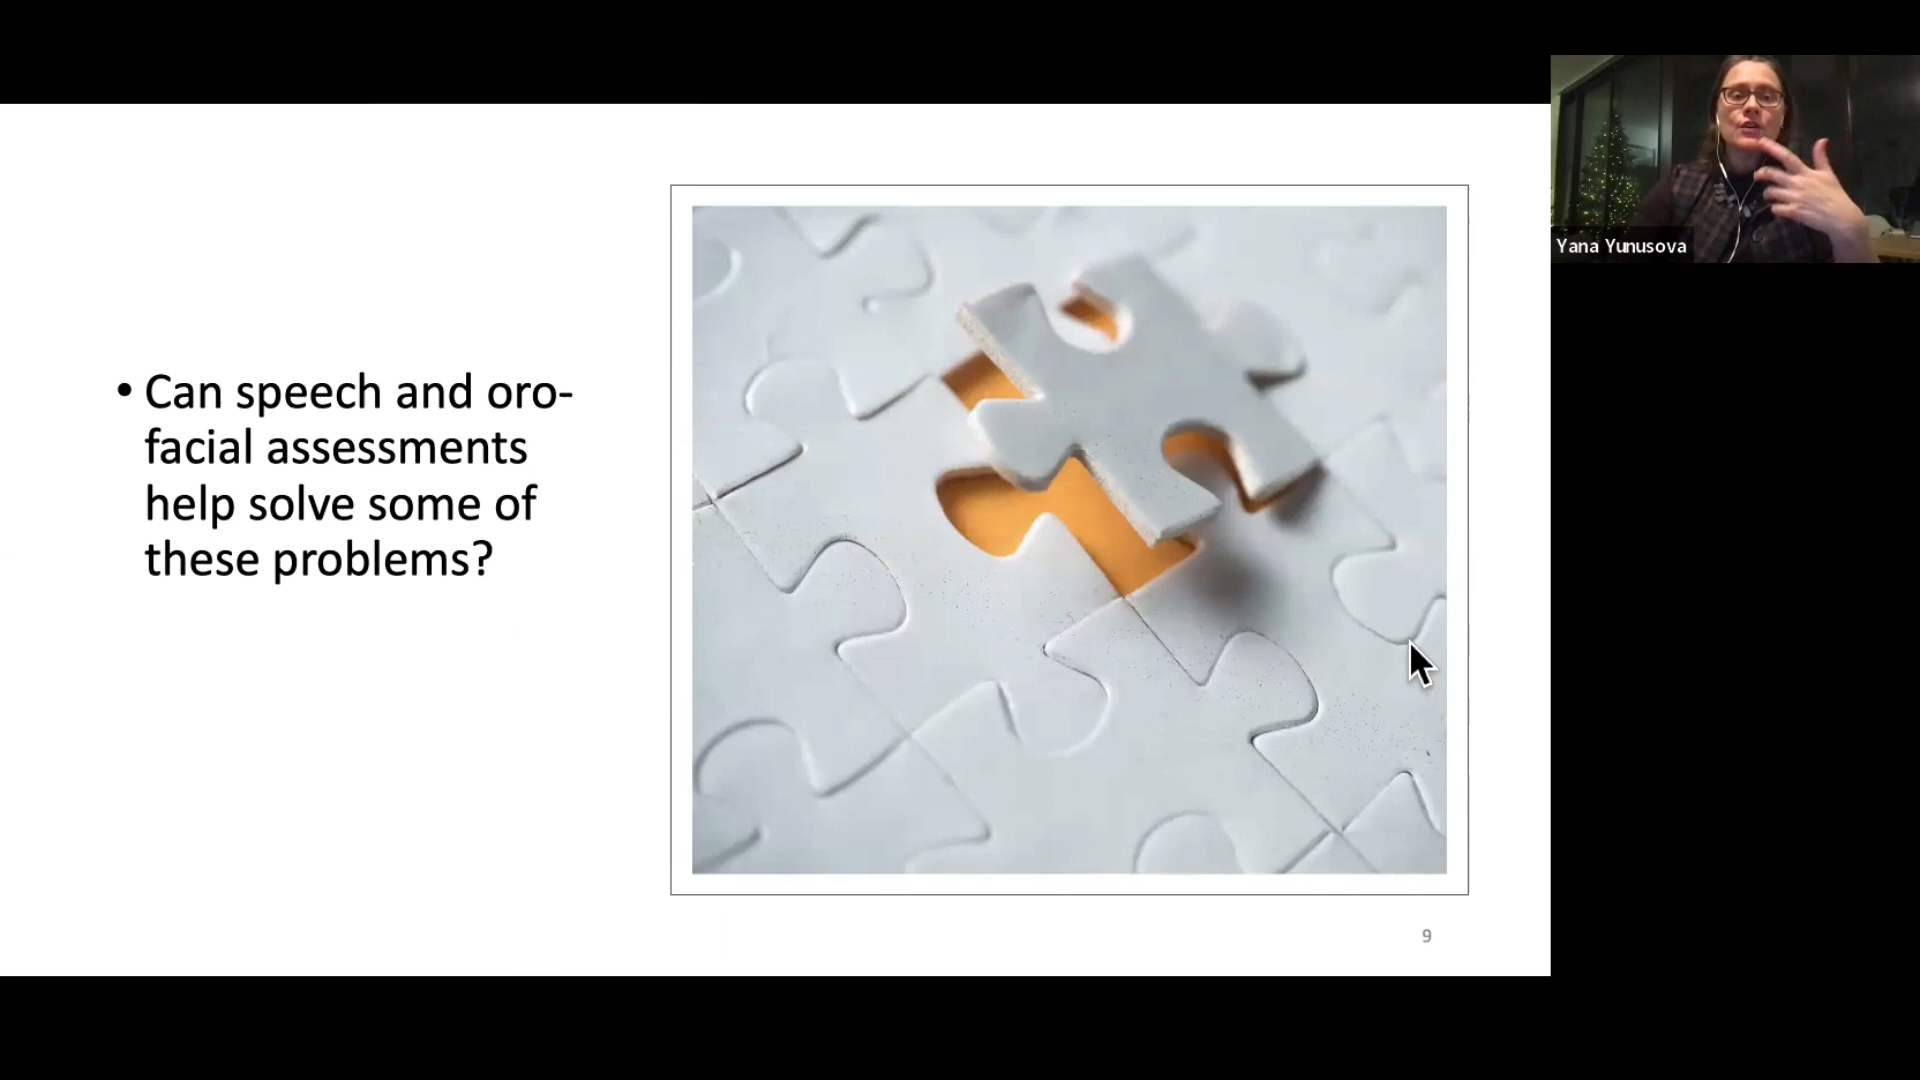 • Can speech and oro-
facial assessments
help solve some of
these problems?
Yana Yunusova
9